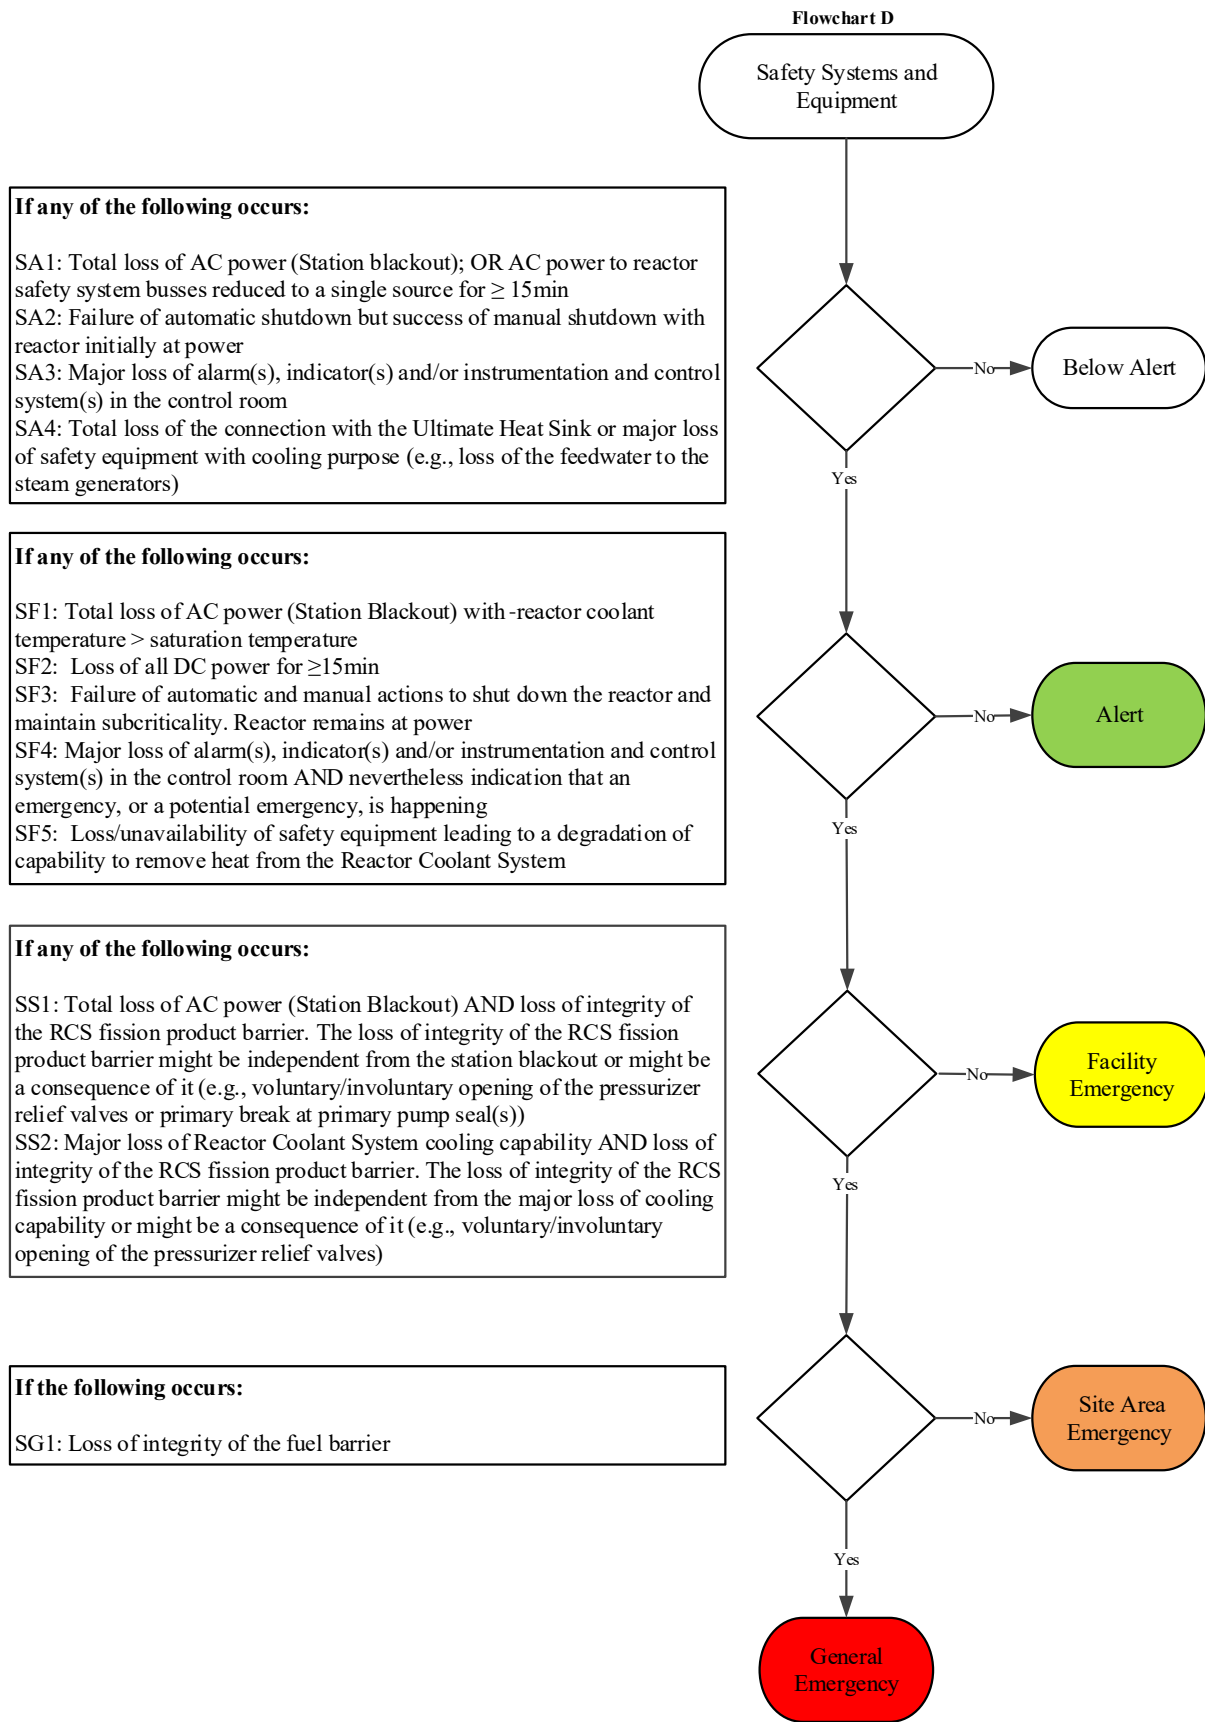 Flowchart D
Safety Systems and
Equipment
If any of the following occurs:
SA1: Total loss of AC power (Station blackout); OR AC power to reactor
safety system busses reduced to a single source for ≥ 15min
SA2: Failure of automatic shutdown but success of manual shutdown with
reactor initially at power
SA3: Major loss of alarm(s), indicator(s) and/or instrumentation and control
system(s) in the control room
SA4: Total loss of the connection with the Ultimate Heat Sink or major loss
of safety equipment with cooling purpose (e.g., loss of the feedwater to the
steam generators)
No
Below Alert
Yes
If any of the following occurs:
SF1: Total loss of AC power (Station Blackout) with -reactor coolant
temperature > saturation temperature
SF2: Loss of all DC power for ≥15min
SF3: Failure of automatic and manual actions to shut down the reactor and
maintain subcriticality. Reactor remains at power
SF4: Major loss of alarm(s), indicator(s) and/or instrumentation and control
system(s) in the control room AND nevertheless indication that an
emergency, or a potential emergency, is happening
SF5: Loss/unavailability of safety equipment leading to a degradation of
capability to remove heat from the Reactor Coolant System
No
Alert
Yes
If any of the following occurs:
SS1: Total loss of AC power (Station Blackout) AND loss of integrity of
the RCS fission product barrier. The loss of integrity of the RCS fission
product barrier might be independent from the station blackout or might be
a consequence of it (e.g., voluntary/involuntary opening of the pressurizer
relief valves or primary break at primary pump seal(s))
SS2: Major loss of Reactor Coolant System cooling capability AND loss of
integrity of the RCS fission product barrier. The loss of integrity of the RCS
fission product barrier might be independent from the major loss of cooling
capability or might be a consequence of it (e.g., voluntary/involuntary
opening of the pressurizer relief valves)
No
Facility
Emergency
Yes
If the following occurs:
SG1: Loss of integrity of the fuel barrier
No
Site Area
Emergency
Yes
General
Emergency